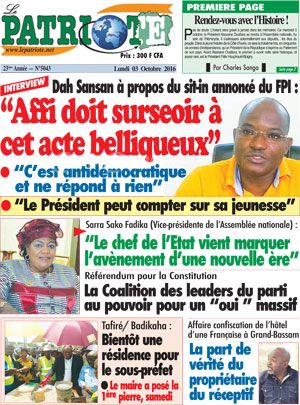 Le
PATRIOTE
www.lepatriote.net
Prix : 300 F CFA
23ème Année — N°5043
Lundi 03 Octobre 2016
PREMIERE PAGE
Rendez-vous avec l'Histoire !
Par Charles Sanga
INTERVIEW
Dah Sansan à propos du sit-in annoncé du FPI :
“Affi doit surseoir à
cet acte belliqueux”
“C'est antidémocratique
et ne répond à rien”
“Le Président peut compter sur sa jeunesse”
Sarra Sako Fadika (Vice-présidente de l'Assemblée nationale) :
“Le chef de l'Etat vient marquer
l'avènement d'une nouvelle ère”
Référendum pour la Constitution
La Coalition des leaders du parti
au pouvoir pour un “oui ” massif
Tafiré/ Badikaha :
Bientôt une
résidence pour
le sous-prefet
Le maire a posé la
1ère pierre, samedi
Affaire confiscation de l'hôtel
d'une Française à Grand-Bassam
La part de
vérité du
propriétaire
du réceptif